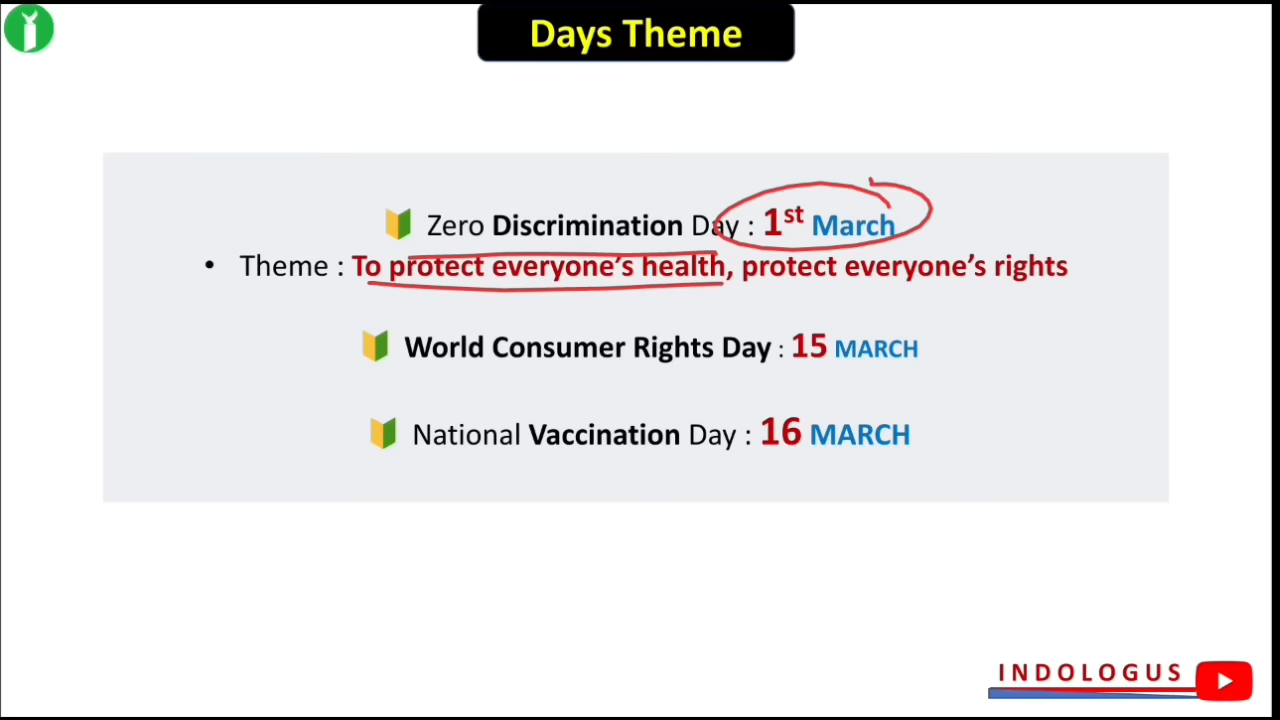 Days Theme
Zero Discrimination Day : 1st March
• Theme : To protect everyone's health, protect everyone's rights
World Consumer Rights Day : 15 MARCH
National Vaccination Day : 16 MARCH
INDOLOGUS